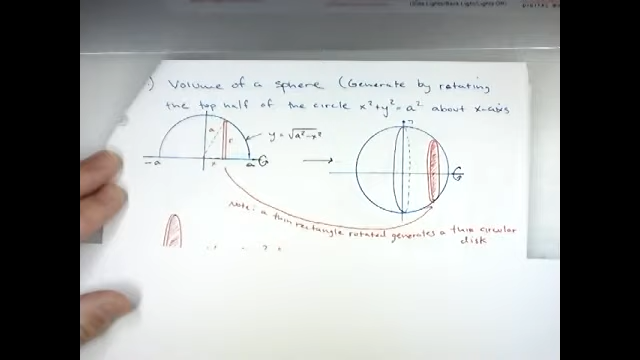 ) Volume of a sphere (Generate by rotating
the top half of the circle x²+y²=a² about x-axis
y = √(a²-x²)
a
r
-a
x
a
Note: a thin rectangle rotated generates a thin circular
disk